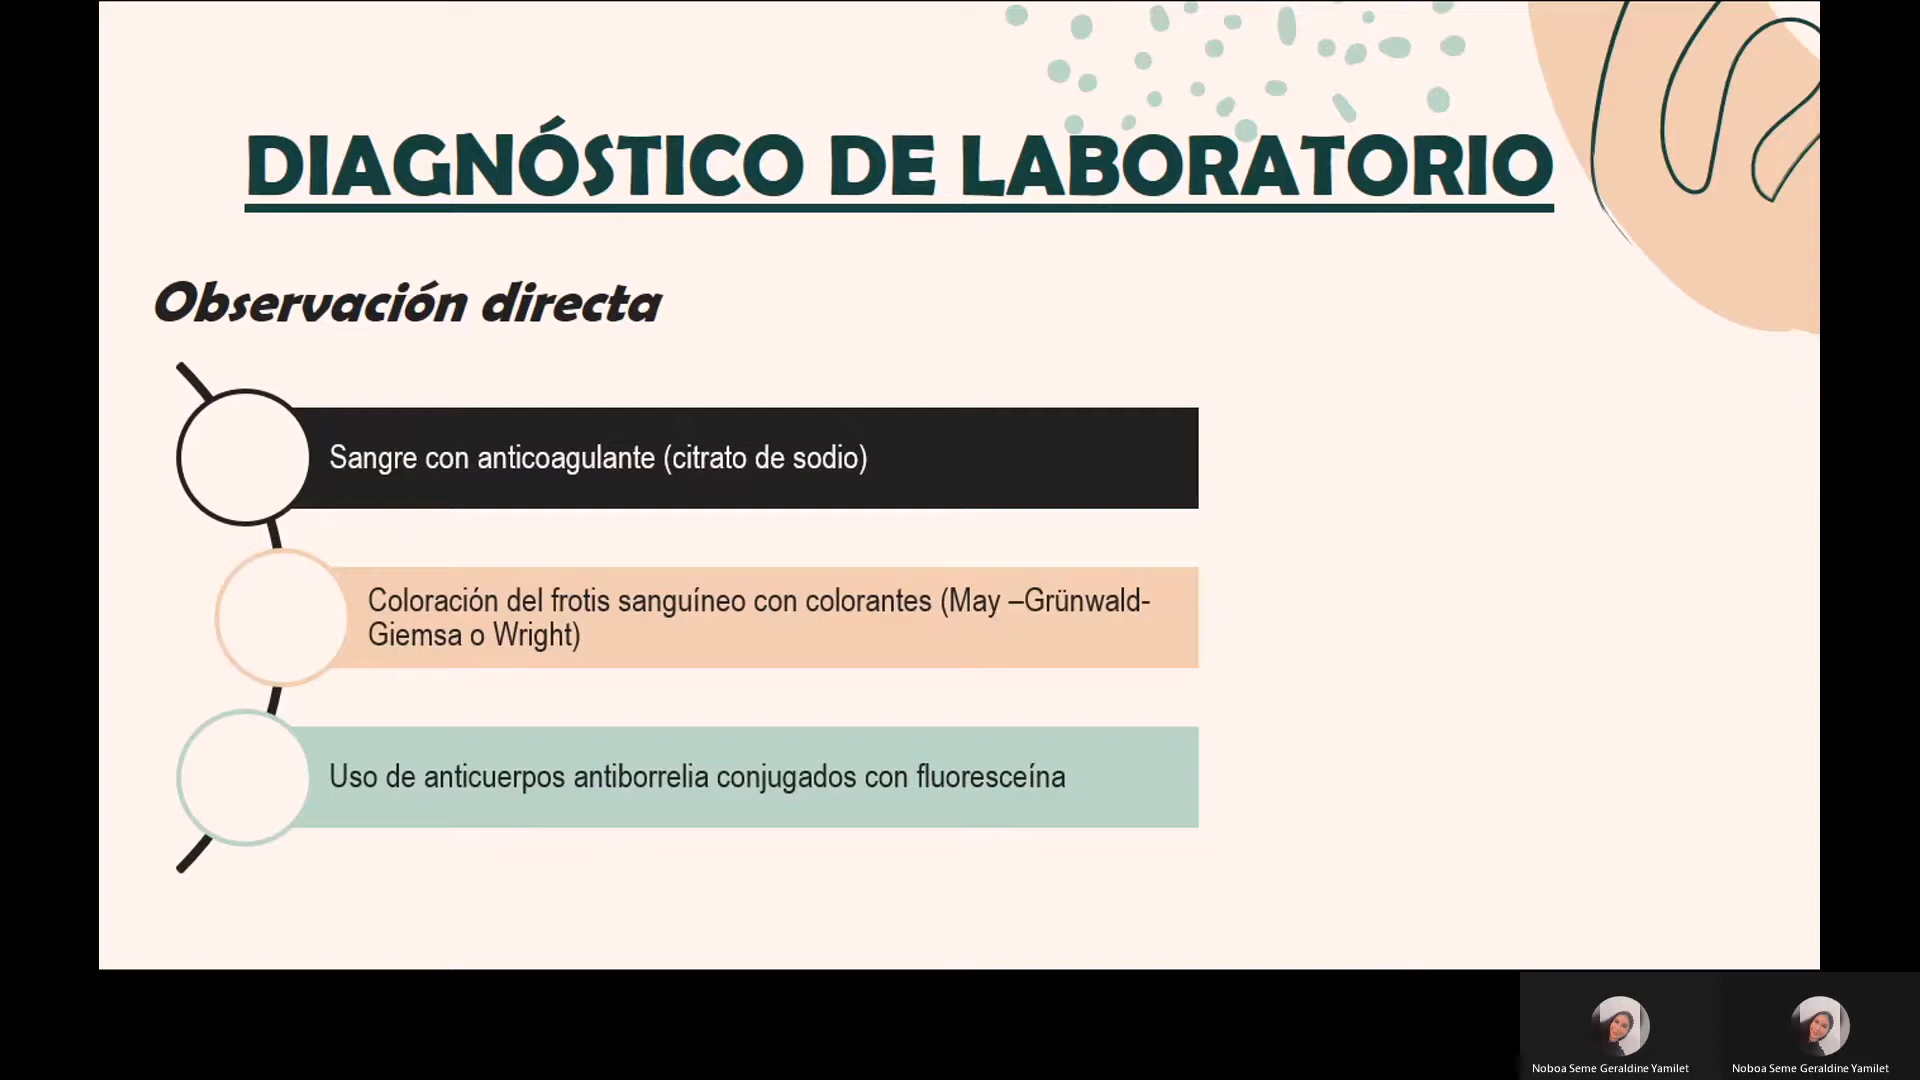 DIAGNÓSTICO DE LABORATORIO
Observación directa
Sangre con anticoagulante (citrato de sodio)
Coloración del frotis sanguíneo con colorantes (May –Grünwald-
Giemsa o Wright)
Uso de anticuerpos antiborrelia conjugados con fluoresceína
Noboa Seme Geraldine Yamilet
Noboa Seme Geraldine Yamilet